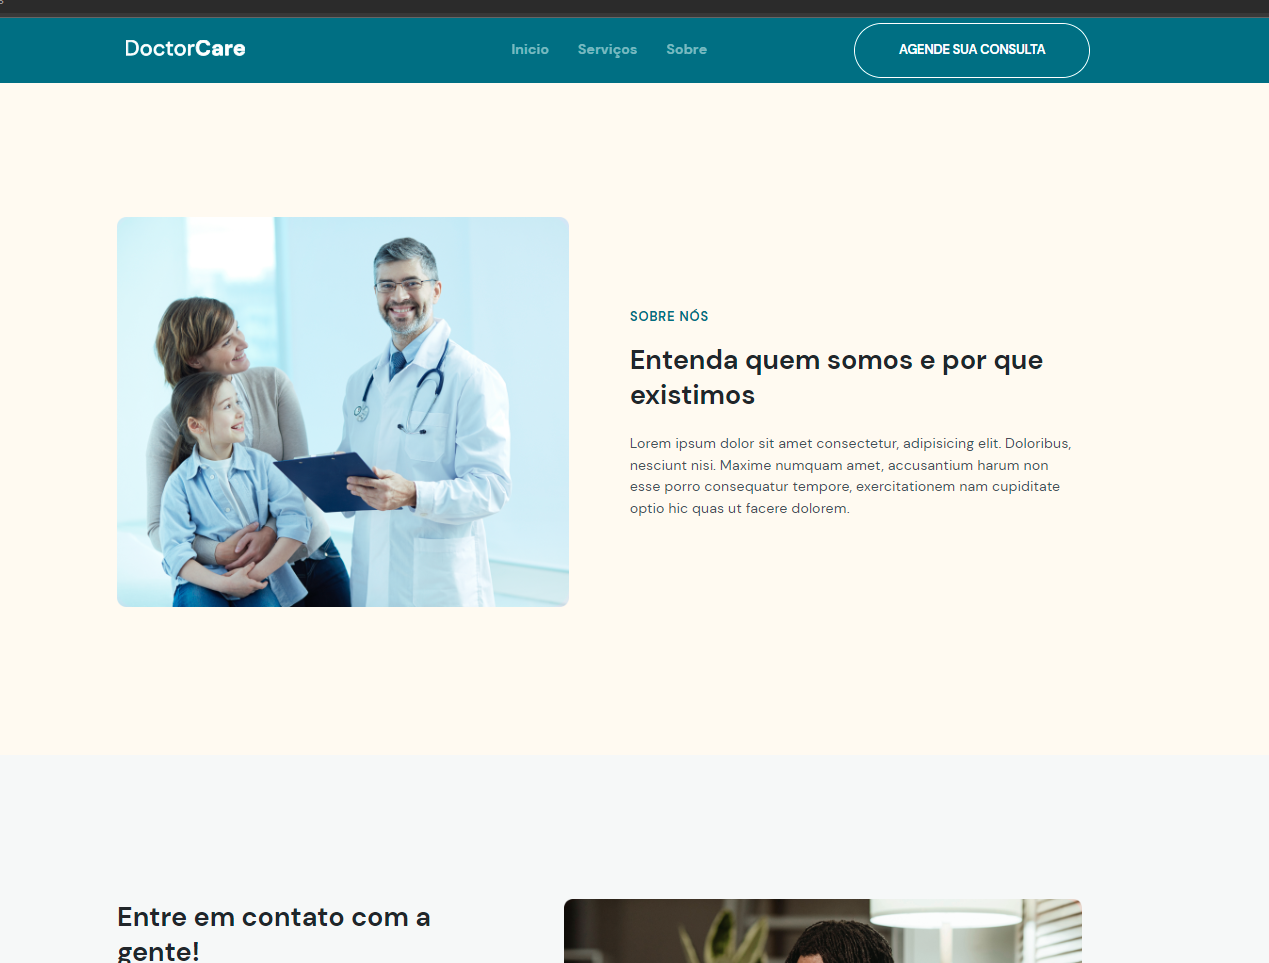 DoctorCare
Inicio Serviços Sobre
AGENDE SUA CONSULTA
SOBRE NÓS
Entenda quem somos e por que
existimos
Lorem ipsum dolor sit amet consectetur, adipisicing elit. Doloribus,
nesciunt nisi. Maxime numquam amet, accusantium harum non
esse porro consequatur tempore, exercitationem nam cupiditate
optio hic quas ut facere dolorem.
Entre em contato com a
gente!